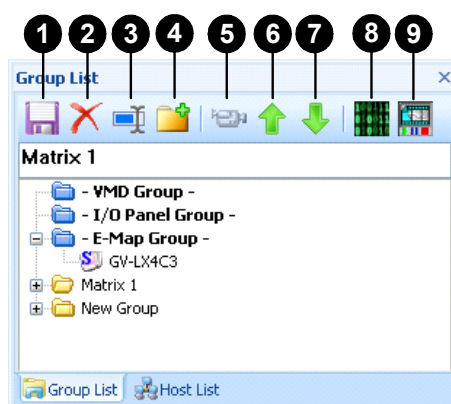 1 2 3 4 5 6 7 8 9
Group List
Matrix 1
- VMD Group -
- I/O Panel Group -
- E-Map Group -
GV-LX4C3
Matrix 1
New Group
Group List Host List